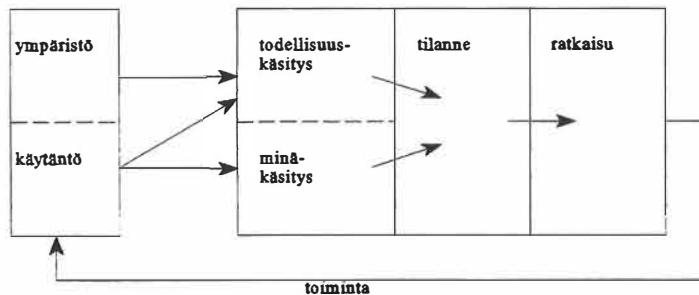 ympäristö
käytäntö
todellisuus-
käsitys
minä-
käsitys
tilanne
ratkaisu
toiminta